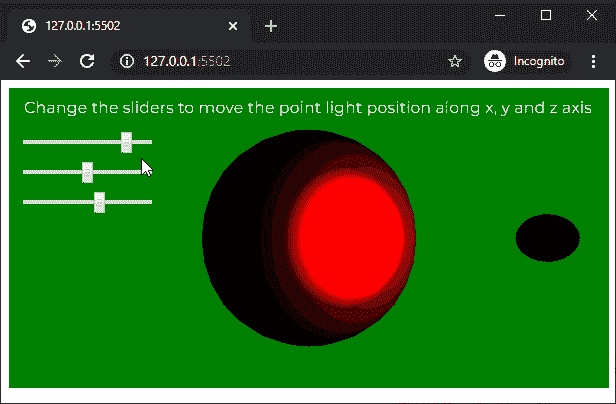 127.0.0.1:5502
127.0.0.1:5502
Incognito
Change the sliders to move the point light position along x, y and z axis